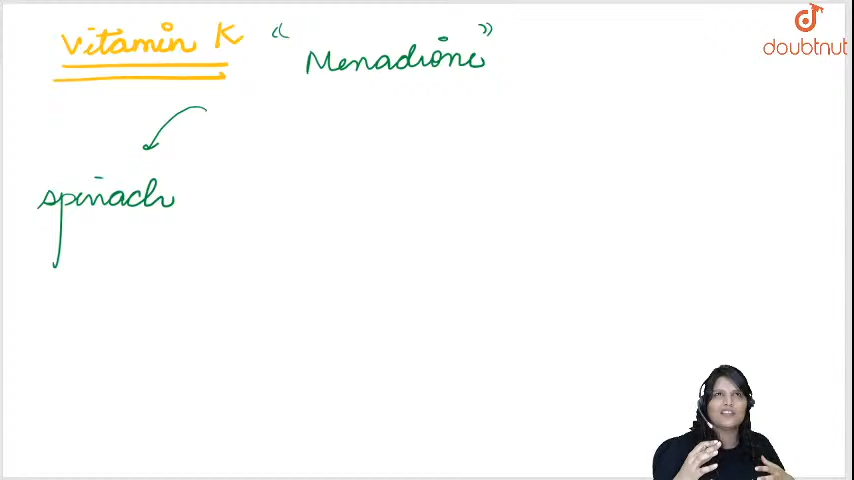 Vitamin K " Menadione "
doubtnut
spinach